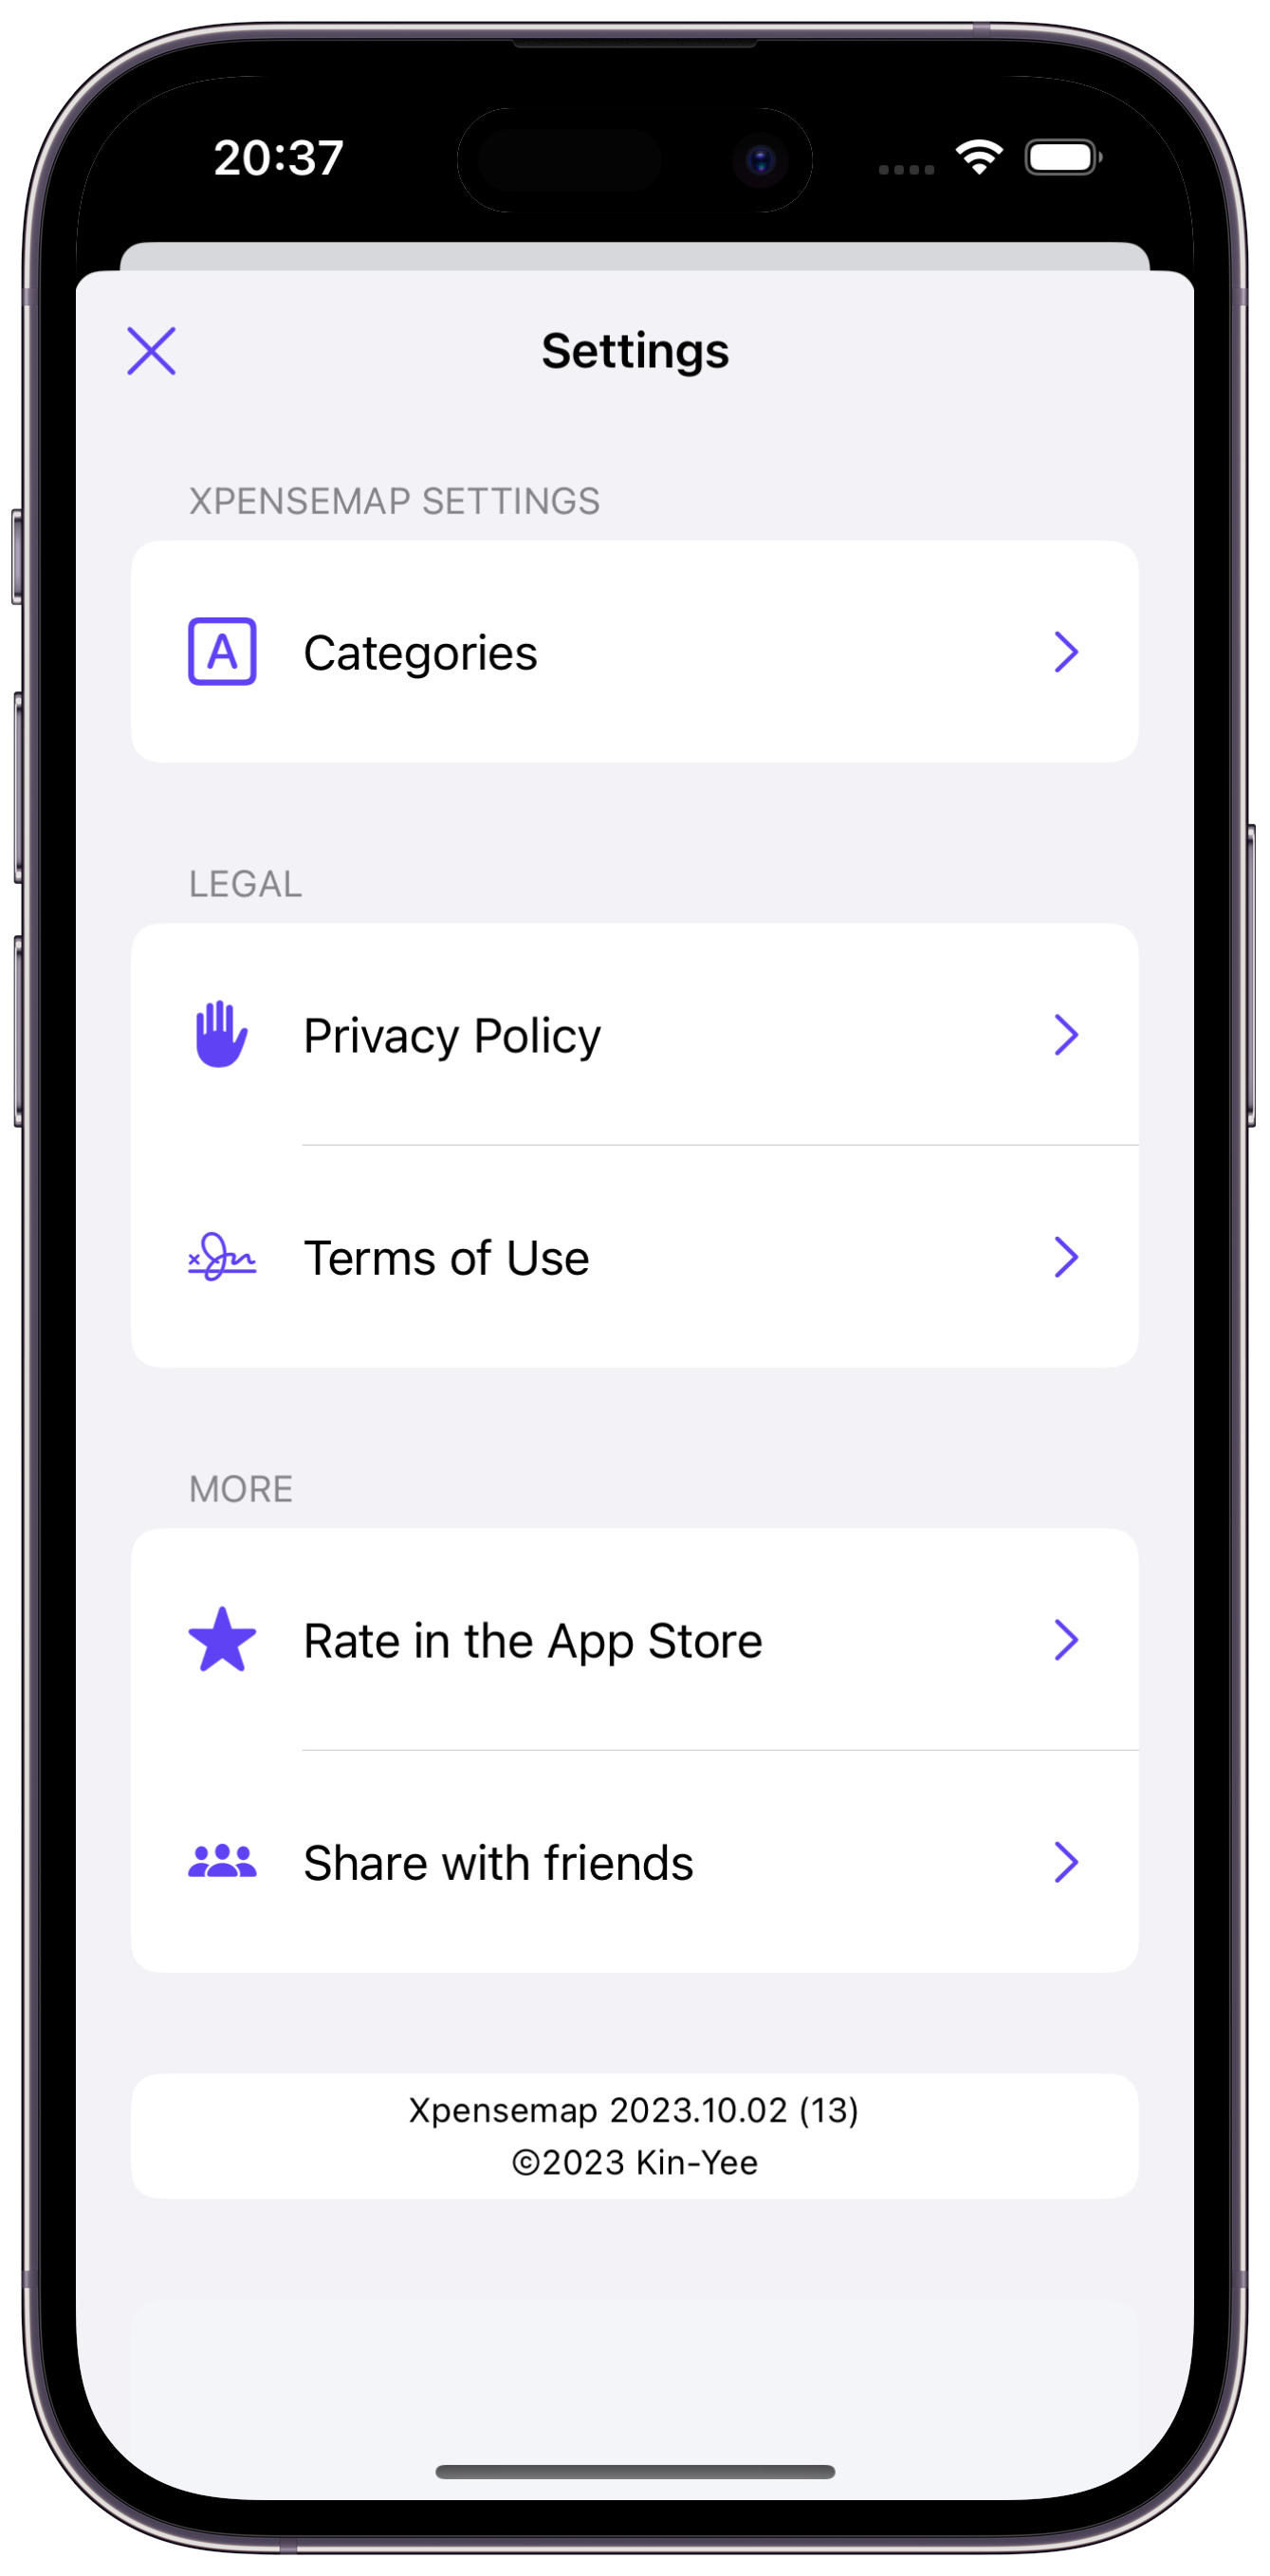 20:37
Settings
XPENSEMAP SETTINGS
A
Categories
LEGAL
Privacy Policy
Terms of Use
MORE
Rate in the App Store
Share with friends
Xpensemap 2023.10.02 (13)
©2023 Kin-Yee